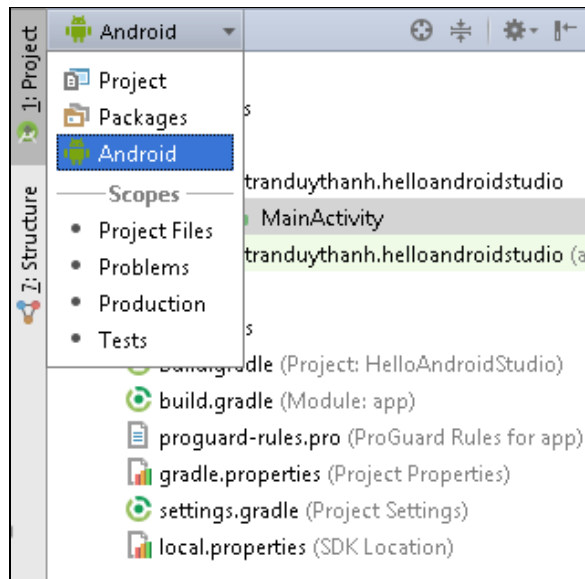 1: Project
7: Structure
Android
Project
Packages
Android
Scopes
Project Files
Problems
Production
Tests
s
tranduythanh.helloandroidstudio
MainActivity
tranduythanh.helloandroidstudio (a
s
build.gradle (Project: HelloAndroidStudio)
build.gradle (Module: app)
proguard-rules.pro (ProGuard Rules for app)
gradle.properties (Project Properties)
settings.gradle (Project Settings)
local.properties (SDK Location)